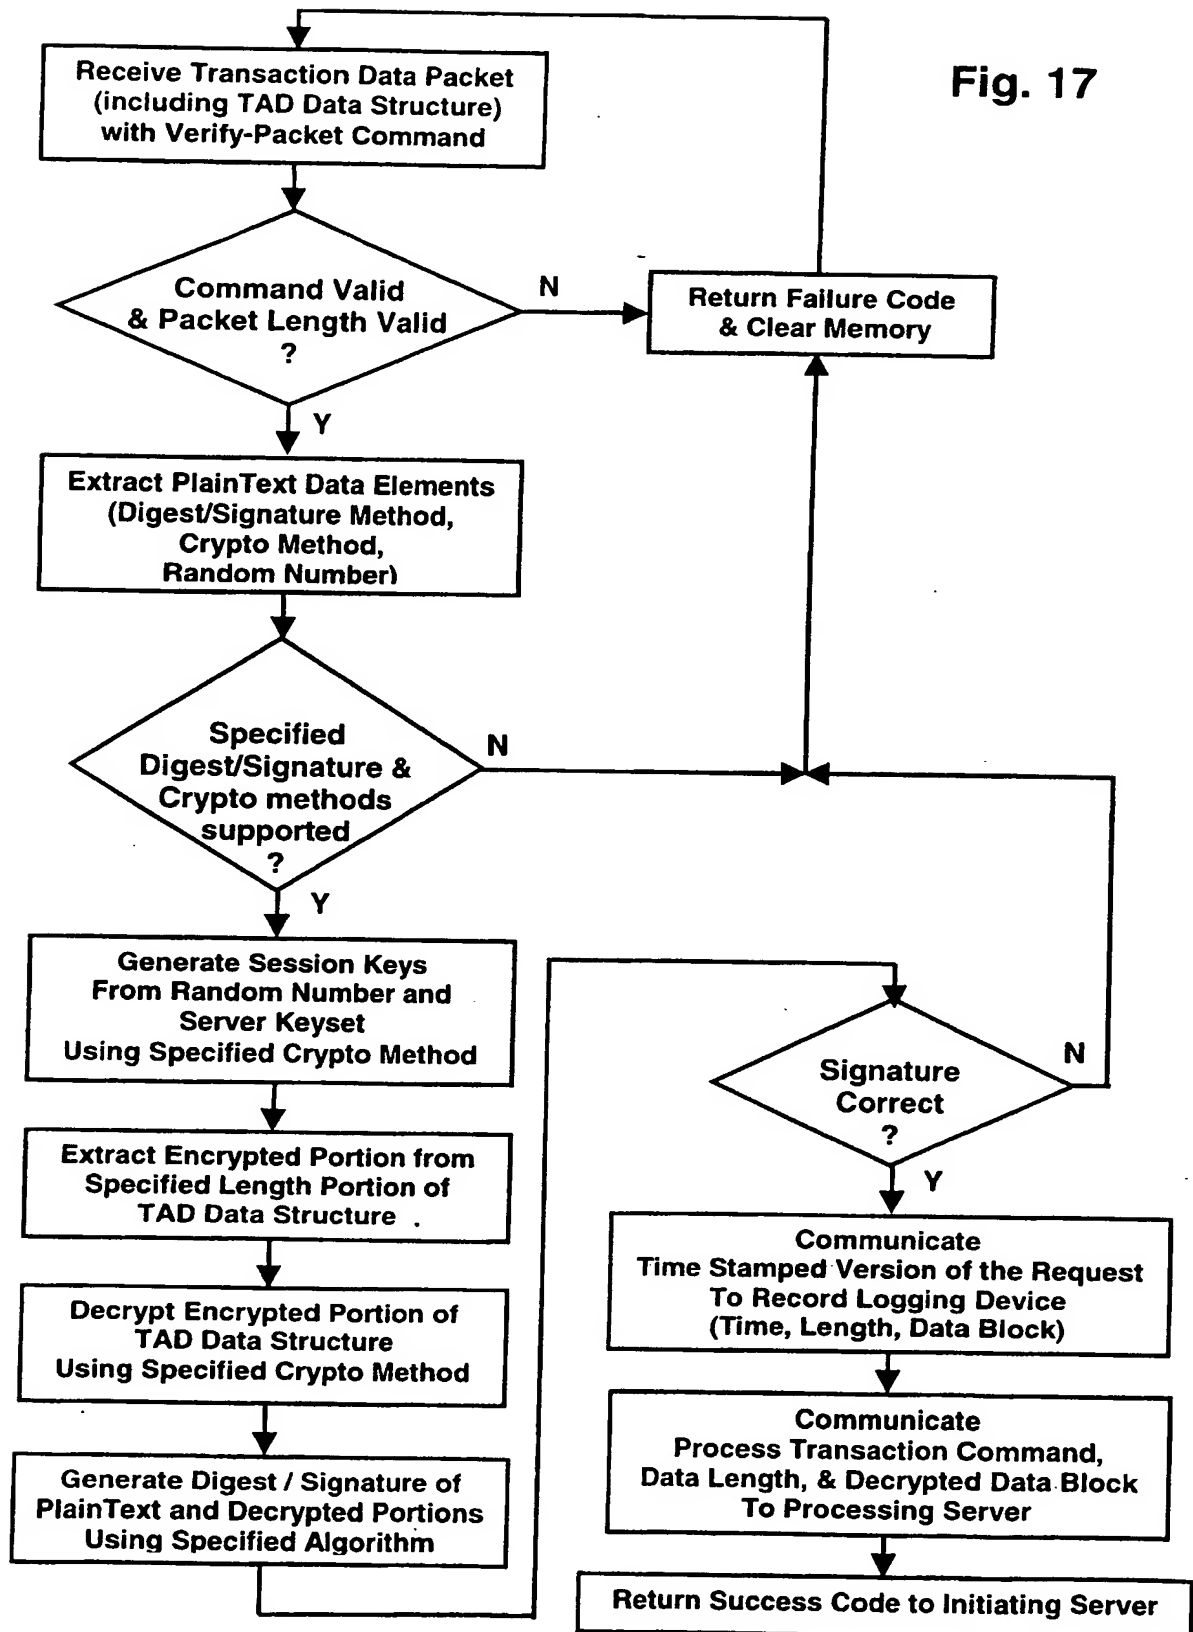 Fig. 17
Receive Transaction Data Packet
(including TAD Data Structure)
with Verify-Packet Command
Command Valid
& Packet Length Valid
?
N
Return Failure Code
& Clear Memory
Y
Extract PlainText Data Elements
(Digest/Signature Method,
Crypto Method,
Random Number)
Specified
Digest/Signature &
Crypto methods
supported
?
N
Y
Generate Session Keys
From Random Number and
Server Keyset
Using Specified Crypto Method
Extract Encrypted Portion from
Specified Length Portion of
TAD Data Structure
Decrypt Encrypted Portion of
TAD Data Structure
Using Specified Crypto Method
Generate Digest / Signature of
PlainText and Decrypted Portions
Using Specified Algorithm
Signature
Correct
?
N
Y
Communicate
Time Stamped Version of the Request
To Record Logging Device
(Time, Length, Data Block)
Communicate
Process Transaction Command,
Data Length, & Decrypted Data Block
To Processing Server
Return Success Code to Initiating Server